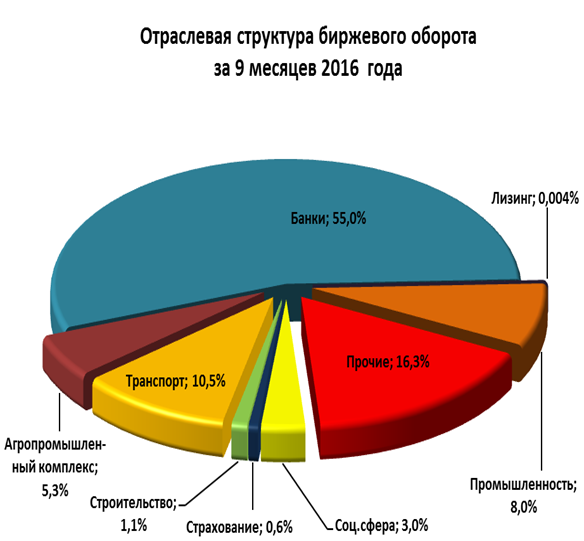 Отраслевая структура биржевого оборота
за 9 месяцев 2016 года
Лизинг; 0,004%
Банки; 55,0%
Прочие; 16,3%
Транспорт; 10,5%
Агропромышлен-
ный комплекс;
5,3%
Промышленность;
8,0%
Строительство;
1,1%
Страхование; 0,6%
Соц.сфера; 3,0%